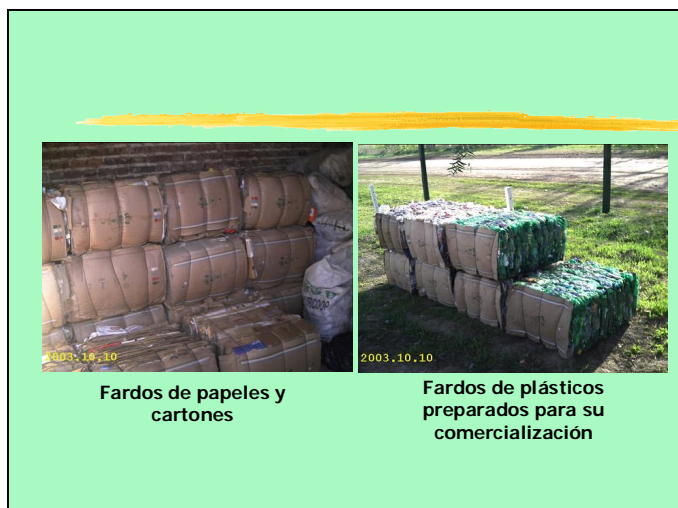 2003.10.10
2003.10.10
Fardos de papeles y
cartones
Fardos de plásticos
preparados para su
comercialización